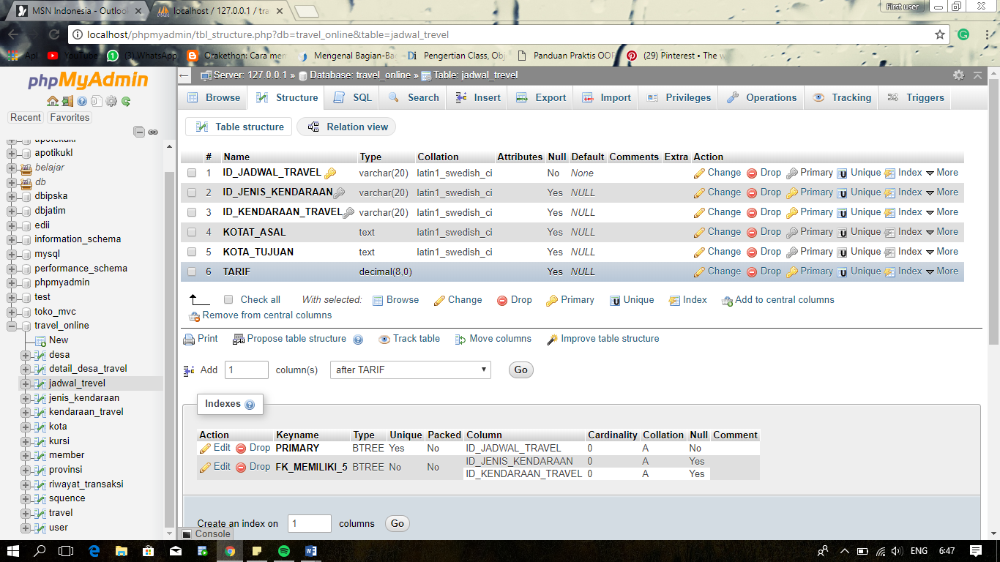 MSN Indonesia - Outloo
localhost / 127.0.0.1 / tra
First user
localhost/phpmyadmin/tbl_structure.php?db=travel_online&table=jadwal_trevel
Apl YouTube (3) WhatsApp Orakethon: Cara men Mengenal Bagian-Ba Pengertian Class, Obj Panduan Praktis OOP (29) Pinterest • The w
phpMyAdmin
Recent Favorites
apotekukl
apotikukl
belajar
db
dbipska
dbjatim
edii
information_schema
mysql
performance_schema
phpmyadmin
test
toko_mvc
travel_online
New
desa
detail_desa_travel
jadwal_trevel
jenis_kendaraan
kendaraan_travel
kota
kursi
member
provinsi
riwayat_transaksi
squence
travel
user
Server: 127.0.0.1 » Database: travel_online » Table: jadwal_trevel
Browse Structure SQL Search Insert Export Import Privileges Operations Tracking Triggers
Table structure Relation view
# Name Type Collation Attributes Null Default Comments Extra Action
1 ID_JADWAL_TRAVEL varchar(20) latin1_swedish_ci No None Change Drop Primary Unique Index More
2 ID_JENIS_KENDARAAN varchar(20) latin1_swedish_ci Yes NULL Change Drop Primary Unique Index More
3 ID_KENDARAAN_TRAVEL varchar(20) latin1_swedish_ci Yes NULL Change Drop Primary Unique Index More
4 KOTAT_ASAL text latin1_swedish_ci Yes NULL Change Drop Primary Unique Index More
5 KOTA_TUJUAN text latin1_swedish_ci Yes NULL Change Drop Primary Unique Index More
6 TARIF decimal(8,0) Yes NULL Change Drop Primary Unique Index More
Check all With selected: Browse Change Drop Primary Unique Index Add to central columns
Remove from central columns
Print Propose table structure Track table Move columns Improve table structure
Add 1 column(s) after TARIF Go
Indexes
Action Keyname Type Unique Packed Column Cardinality Collation Null Comment
Edit Drop PRIMARY BTREE Yes No ID_JADWAL_TRAVEL 0 A No
Edit Drop FK_MEMILIKI_5 BTREE No No ID_JENIS_KENDARAAN 0 A Yes
ID_KENDARAAN_TRAVEL 0 A Yes
Create an index on 1 columns Go
Console
ENG 6:47